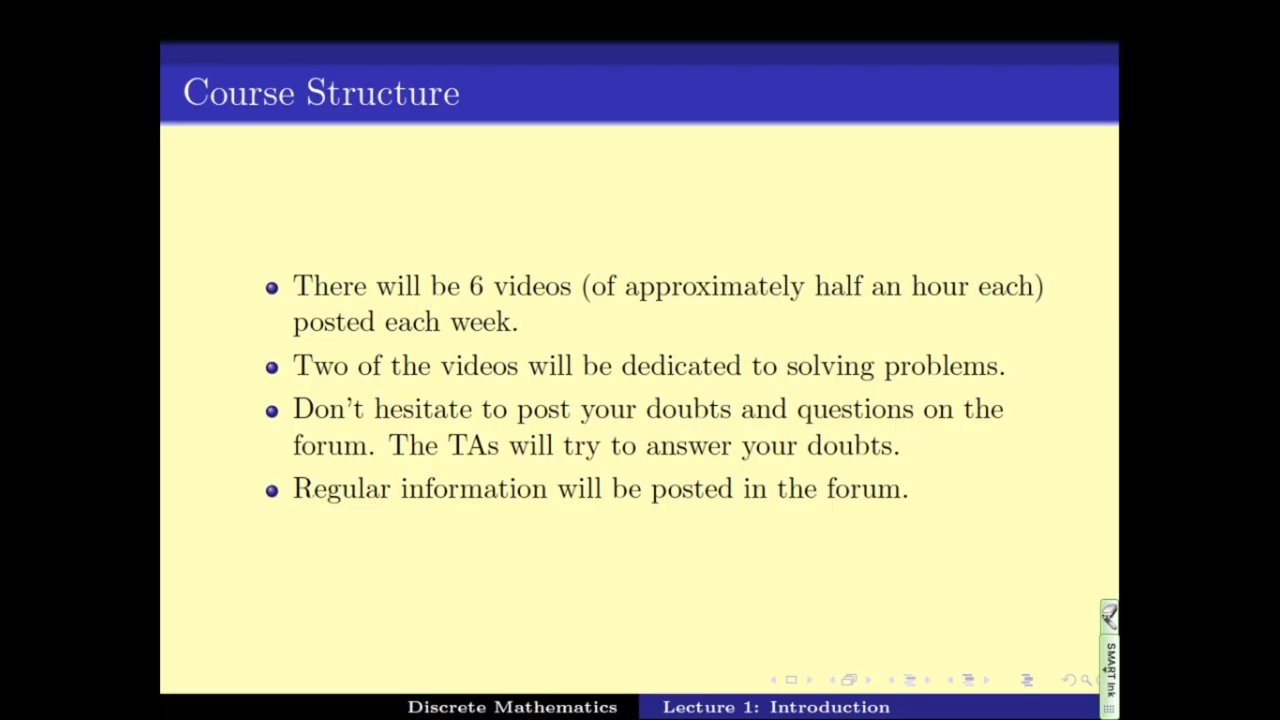 Course Structure
There will be 6 videos (of approximately half an hour each)
posted each week.
Two of the videos will be dedicated to solving problems.
Don't hesitate to post your doubts and questions on the
forum. The TAs will try to answer your doubts.
Regular information will be posted in the forum.
SMART Ink
Discrete Mathematics
Lecture 1: Introduction